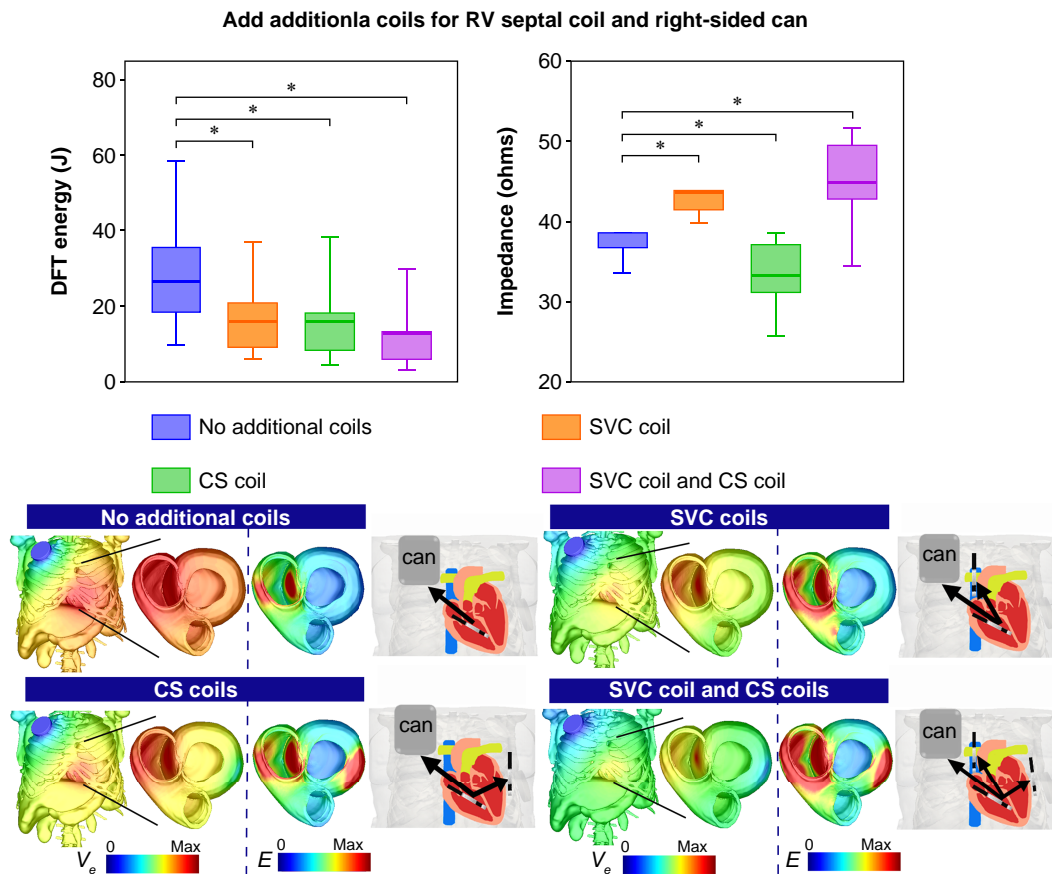 Add additionla coils for RV septal coil and right-sided can
DFT energy (J)
80
60
40
20
0
*
*
*
Impedance (ohms)
60
50
40
30
20
*
*
*
No additional coils
SVC coil
CS coil
SVC coil and CS coil
No additional coils
SVC coils
can
can
CS coils
SVC coil and CS coils
can
can
0 Max
Ve
0 Max
E
0 Max
Ve
0 Max
E